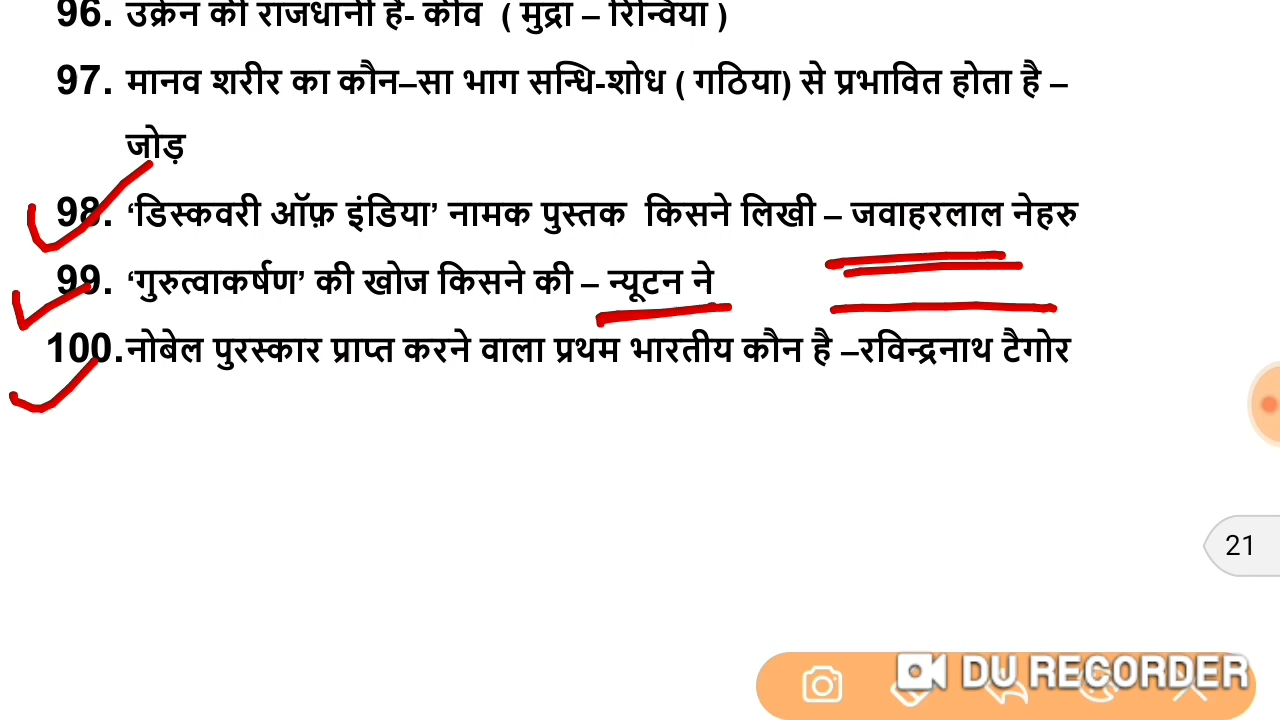 96. उक्रेन की राजधानी है- कीव ( मुद्रा – रिन्विया )
97. मानव शरीर का कौन–सा भाग सन्धि-शोध ( गठिया) से प्रभावित होता है –
जोड़
98. ‘डिस्कवरी ऑफ़ इंडिया’ नामक पुस्तक किसने लिखी – जवाहरलाल नेहरु
99. ‘गुरुत्वाकर्षण’ की खोज किसने की – न्यूटन ने
100.नोबेल पुरस्कार प्राप्त करने वाला प्रथम भारतीय कौन है –रविन्द्रनाथ टैगोर
21
DU RECORDER